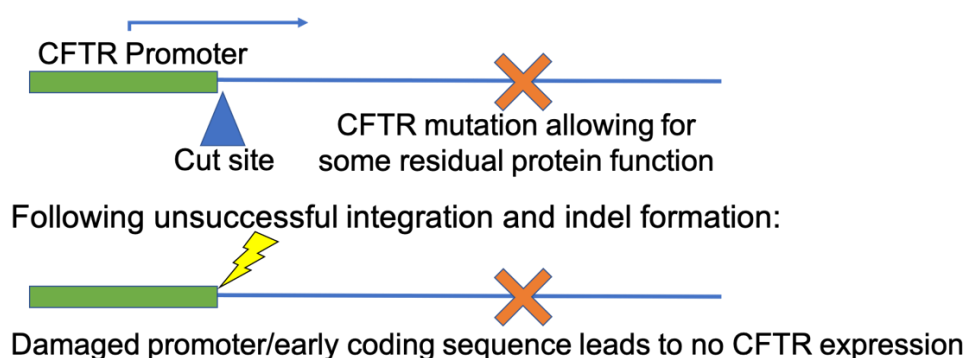 CFTR Promoter
Cut site
CFTR mutation allowing for
some residual protein function
Following unsuccessful integration and indel formation:
Damaged promoter/early coding sequence leads to no CFTR expression